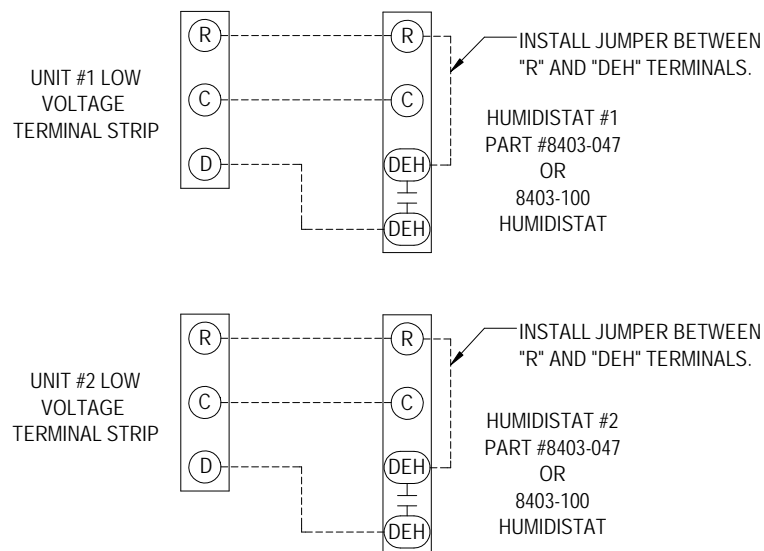 R
R
INSTALL JUMPER BETWEEN
"R" AND "DEH" TERMINALS.
UNIT #1 LOW
VOLTAGE
TERMINAL STRIP
C
C
HUMIDISTAT #1
PART #8403-047
OR
8403-100
HUMIDISTAT
D
DEH
DEH
R
R
INSTALL JUMPER BETWEEN
"R" AND "DEH" TERMINALS.
UNIT #2 LOW
VOLTAGE
TERMINAL STRIP
C
C
HUMIDISTAT #2
PART #8403-047
OR
8403-100
HUMIDISTAT
D
DEH
DEH